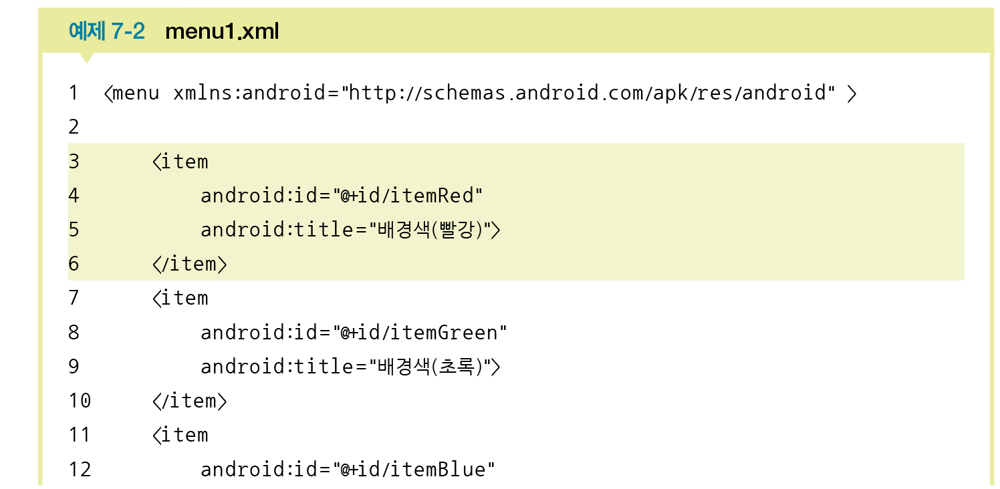 예제 7-2 menu1.xml
1 <menu xmlns:android="http://schemas.android.com/apk/res/android" >
2
3 <item
4 android:id="@+id/itemRed"
5 android:title="배경색(빨강)">
6 </item>
7 <item
8 android:id="@+id/itemGreen"
9 android:title="배경색(초록)">
10 </item>
11 <item
12 android:id="@+id/itemBlue"